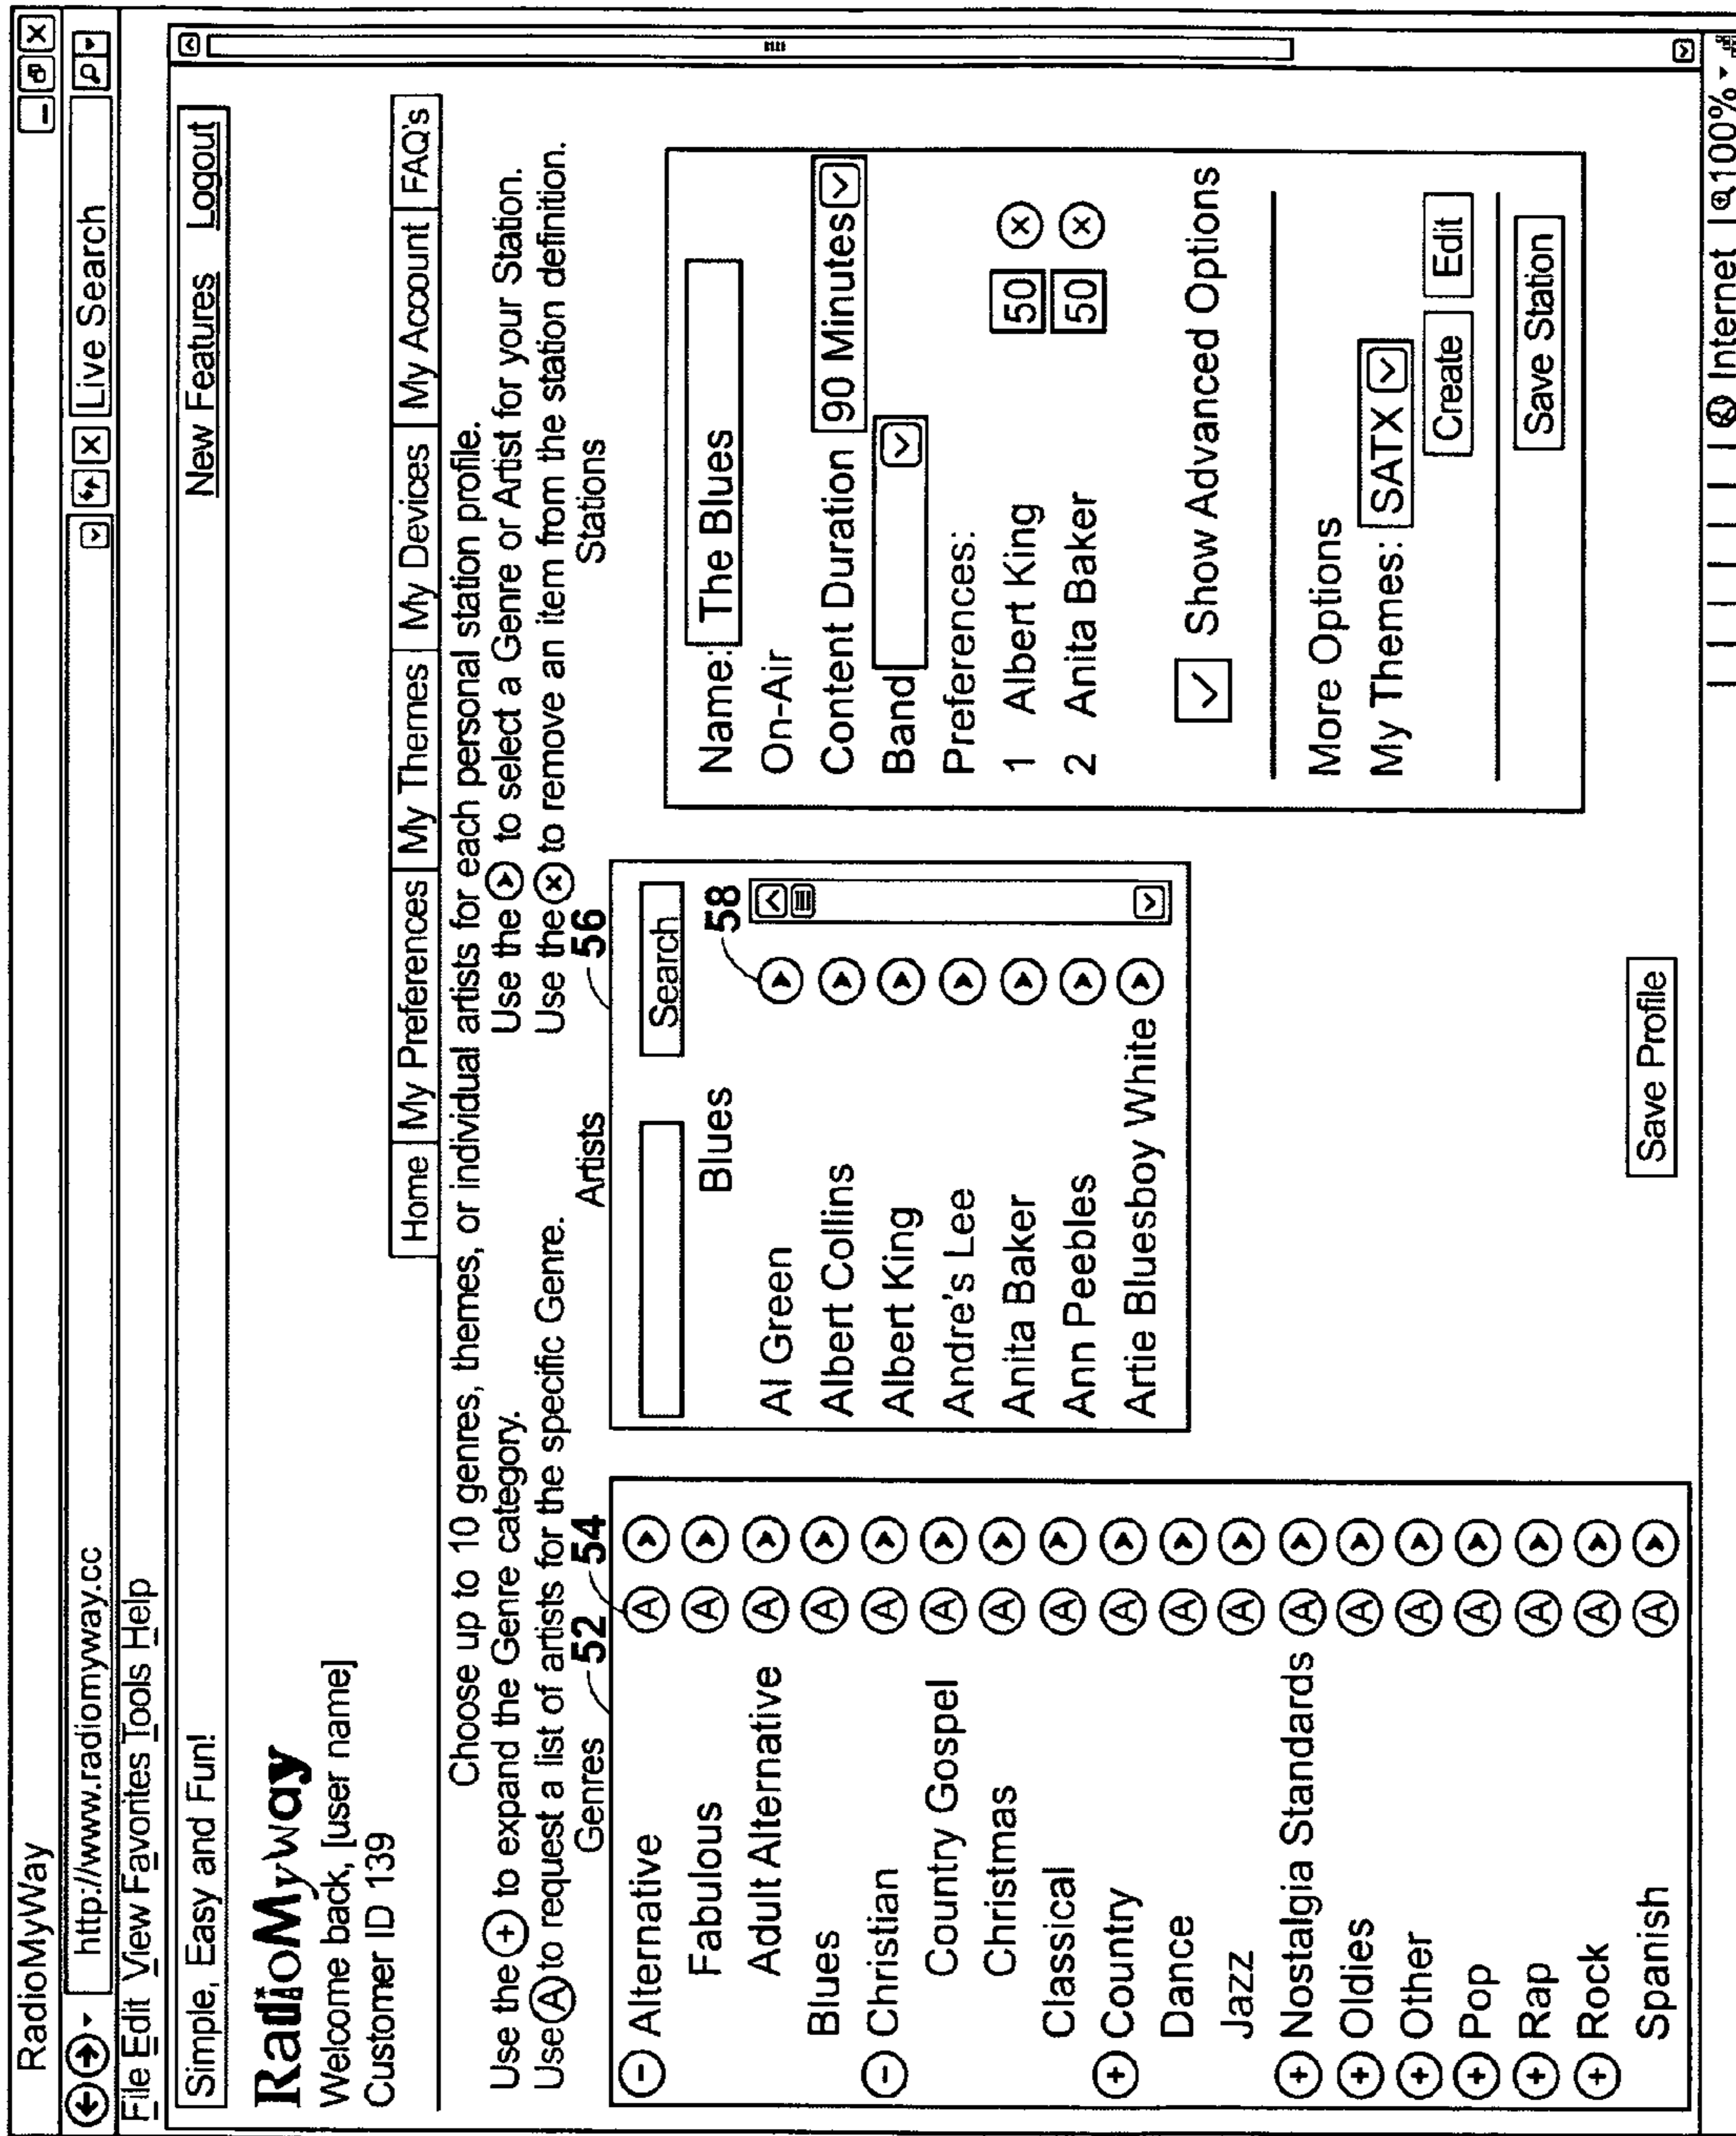 RadioMyWay
http://www.radiomyway.cc
Live Search
File Edit View Favorites Tools Help
Simple, Easy and Fun!
New Features Logout
RadioMyWay
Welcome back, [user name]
Customer ID 139
Home My Preferences My Themes My Devices My Account FAQ's
Choose up to 10 genres, themes, or individual artists for each personal station profile.
Use the + to expand the Genre category.
Use the > to select a Genre or Artist for your Station.
Use A to request a list of artists for the specific Genre.
Use the x to remove an item from the station definition.
Genres 52 54
- Alternative A >
Fabulous A >
Adult Alternative A >
Blues A >
- Christian A >
Country Gospel A >
Christmas A >
Classical A >
+ Country A >
Dance A >
Jazz A >
+ Nostalgia Standards A >
+ Oldies A >
+ Other A >
+ Pop A >
+ Rap A >
+ Rock A >
Spanish A >
Artists 56
Search
Blues 58
Al Green >
Albert Collins >
Albert King >
Andre's Lee >
Anita Baker >
Ann Peebles >
Artie Bluesboy White >
Stations
Name: The Blues
On-Air
Content Duration 90 Minutes
Band
Preferences:
1 Albert King 50 x
2 Anita Baker 50 x
Show Advanced Options
More Options
My Themes: SATX
Create Edit
Save Station
Save Profile
Internet 100%